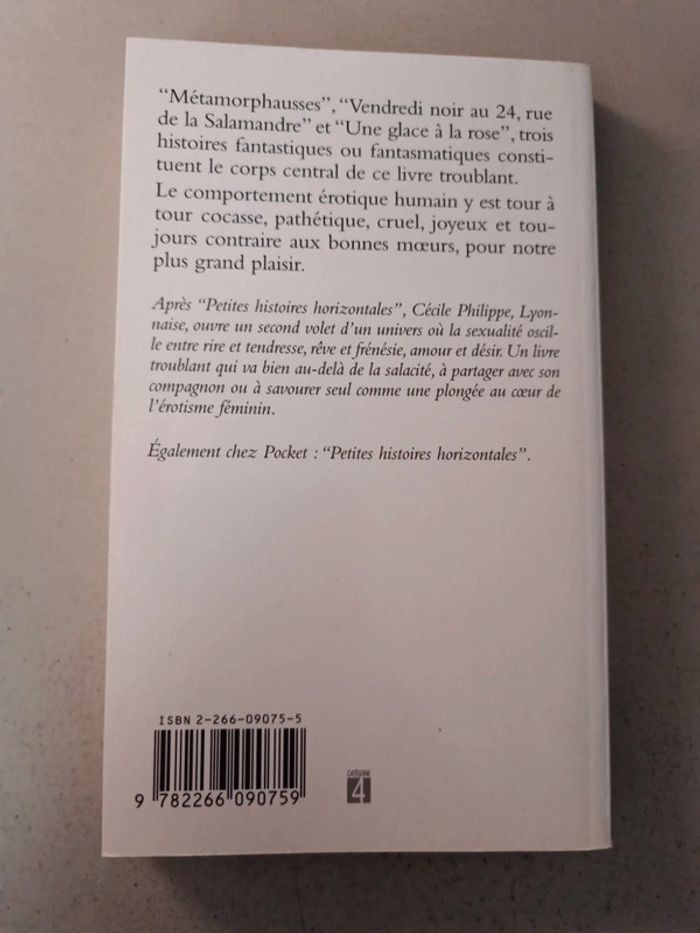 “Métamorphausses”, “Vendredi noir au 24, rue
de la Salamandre” et “Une glace à la rose”, trois
histoires fantastiques ou fantasmatiques consti-
tuent le corps central de ce livre troublant.
Le comportement érotique humain y est tour à
tour cocasse, pathétique, cruel, joyeux et tou-
jours contraire aux bonnes mœurs, pour notre
plus grand plaisir.
Après “Petites histoires horizontales”, Cécile Philippe, Lyon-
naise, ouvre un second volet d’un univers où la sexualité oscil-
le entre rire et tendresse, rêve et frénésie, amour et désir. Un livre
troublant qui va bien au-delà de la salacité, à partager avec son
compagnon ou à savourer seul comme une plongée au cœur de
l’érotisme féminin.
Également chez Pocket : “Petites histoires horizontales”.
ISBN 2-266-09075-5
9 782266 090759
CATÉGORIE
4